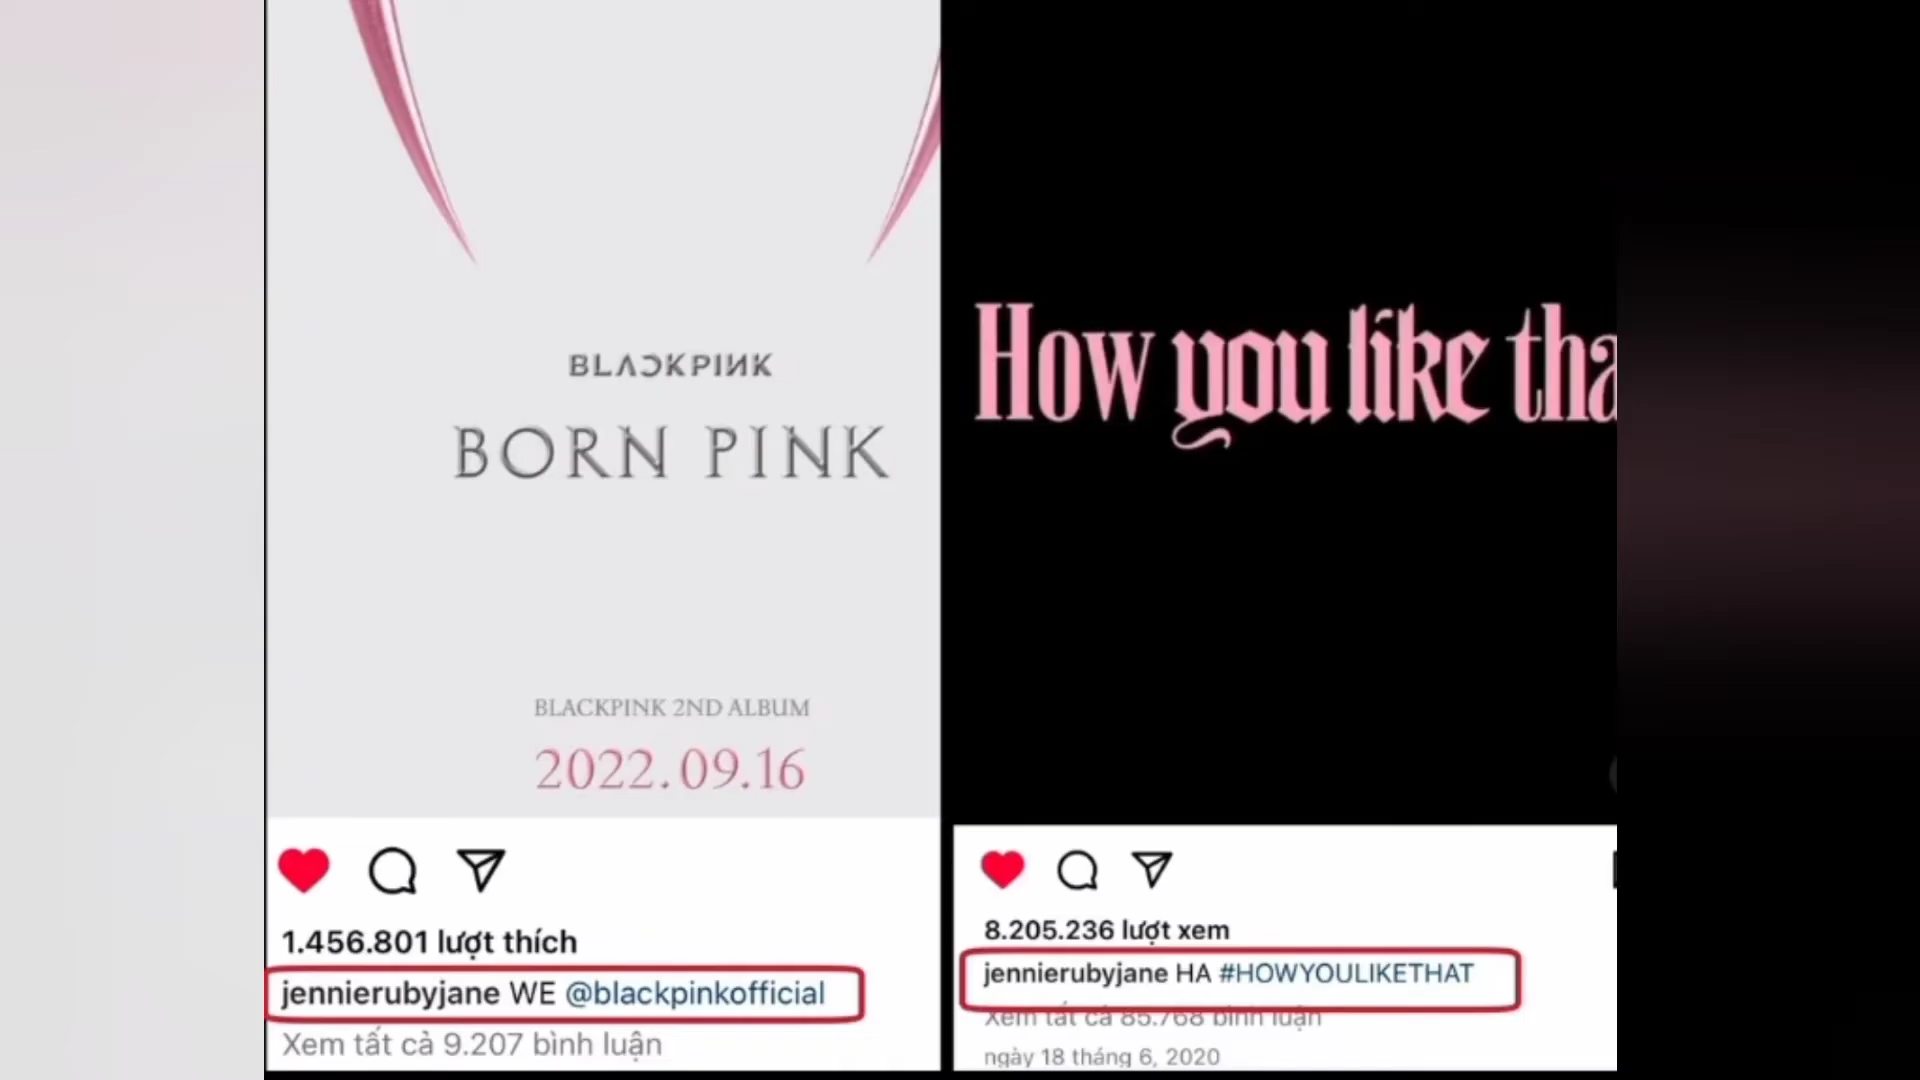 BLACKPINK
BORN PINK
BLACKPINK 2ND ALBUM
2022.09.16
1.456.801 lượt thích
jennierubyjane WE @blackpinkofficial
Xem tất cả 9.207 bình luận
How you like tha
8.205.236 lượt xem
jennierubyjane HA #HOWYOULIKETHAT
Xem tất cả 85.768 bình luận
ngày 18 tháng 6, 2020